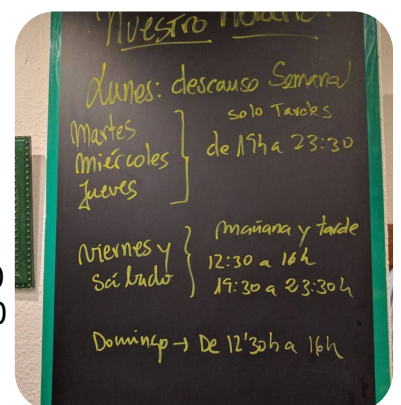 Nuestro Horario:
Lunes: descanso Semanal
Martes
Miércoles
Jueves
solo Tardes
de 19h a 23:30
Viernes y
Sábado
mañana y tarde
12:30 a 16h
19:30 a 23:30h
Domingo → De 12'30h a 16h